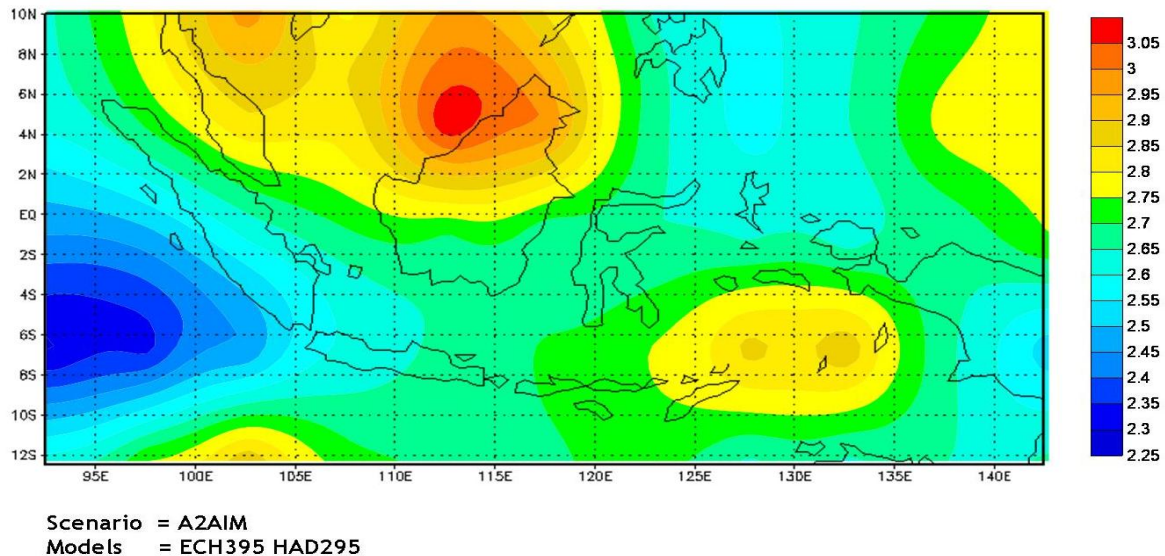 10N
8N
6N
4N
2N
EQ
2S
4S
6S
8S
10S
12S
95E 100E 105E 110E 115E 120E 125E 130E 135E 140E
3.05
3
2.95
2.9
2.85
2.8
2.75
2.65
2.6
2.55
2.5
2.45
2.4
2.35
2.3
2.25
Scenario = A2AIM
Models = ECH395 HAD295